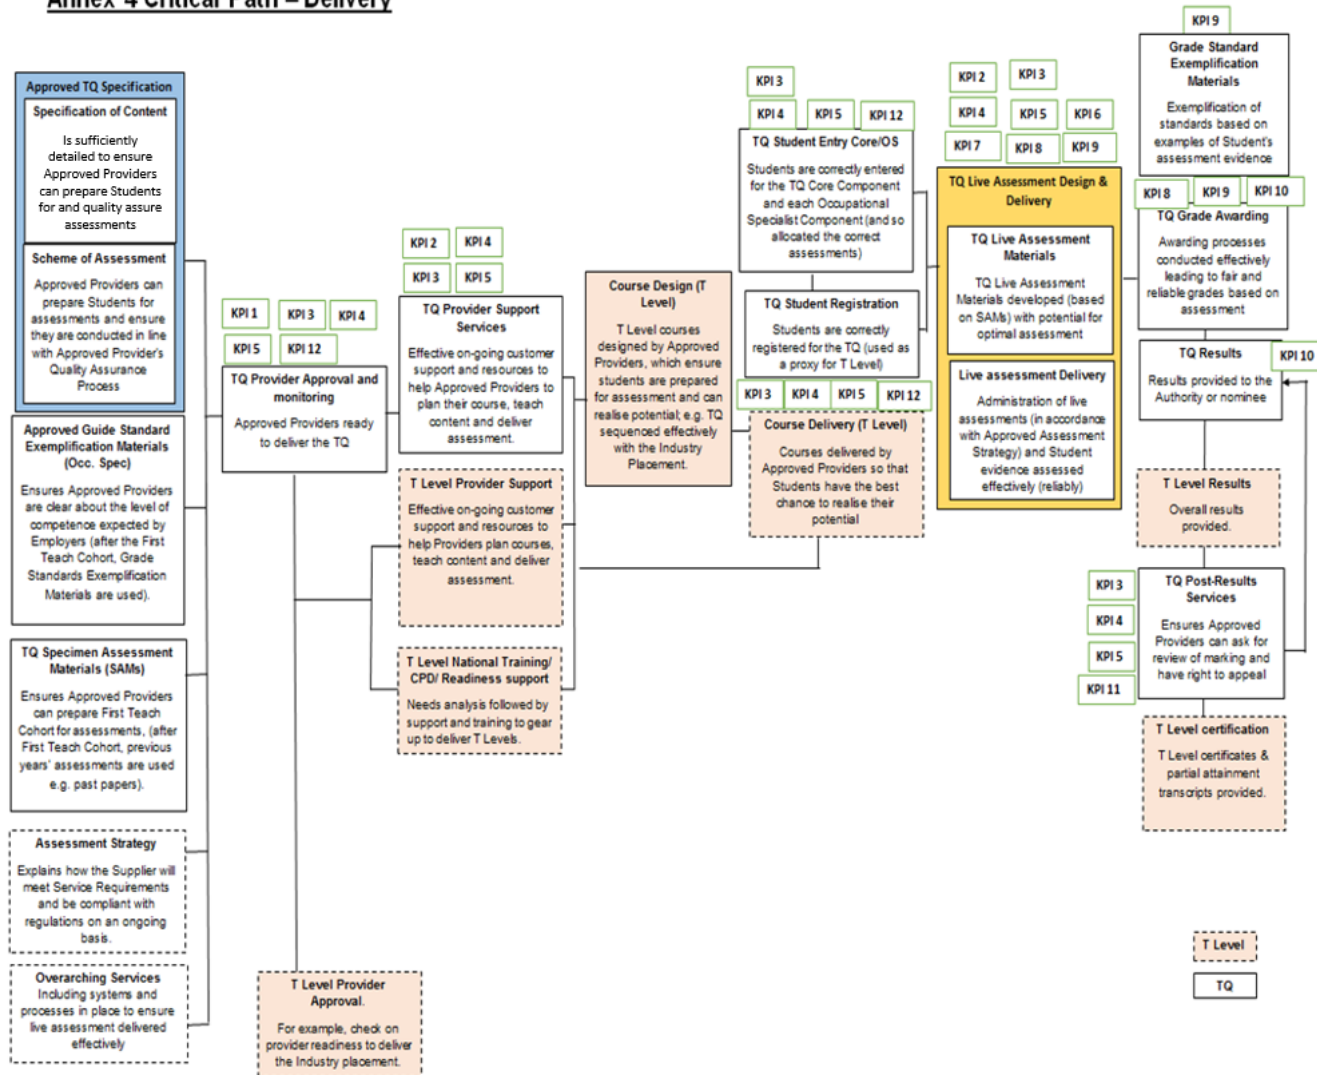 Annex 4 Critical Path – Delivery
Approved TQ Specification
Specification of Content
Is sufficiently
detailed to ensure
Approved Providers
can prepare Students
for and quality assure
assessments
Scheme of Assessment
Approved Providers can
prepare Students for
assessments and ensure
they are conducted in line
with Approved Provider's
Quality Assurance
Process
Approved Guide Standard
Exemplification Materials
(Occ. Spec)
Ensures Approved Providers
are clear about the level of
competence expected by
Employers (after the First
Teach Cohort, Grade
Standards Exemplification
Materials are used).
TQ Specimen Assessment
Materials (SAMs)
Ensures Approved Providers
can prepare First Teach
Cohort for assessments, (after
First Teach Cohort, previous
years' assessments are used
e.g. past papers).
Assessment Strategy
Explains how the Supplier will
meet Service Requirements
and be compliant with
regulations on an ongoing
basis.
Overarching Services
Including systems and
processes in place to ensure
live assessment delivered
effectively
KPI 1
KPI 3
KPI 4
KPI 5
KPI 12
TQ Provider Approval and
monitoring
Approved Providers ready
to deliver the TQ
T Level Provider
Approval.
For example, check on
provider readiness to deliver
the Industry placement.
KPI 2
KPI 4
KPI 3
KPI 5
TQ Provider Support
Services
Effective on-going customer
support and resources to
help Approved Providers to
plan their course, teach
content and deliver
assessment.
T Level Provider Support
Effective on-going customer
support and resources to
help Providers plan courses,
teach content and deliver
assessment.
T Level National Training/
CPD/ Readiness support
Needs analysis followed by
support and training to gear
up to deliver T Levels.
Course Design (T
Level)
T Level courses
designed by Approved
Providers, which ensure
students are prepared
for assessment and can
realise potential; e.g. TQ
sequenced effectively
with the Industry
Placement.
KPI 3
KPI 4
KPI 5
KPI 12
TQ Student Entry Core/OS
Students are correctly entered
for the TQ Core Component
and each Occupational
Specialist Component (and so
allocated the correct
assessments)
TQ Student Registration
Students are correctly
registered for the TQ (used as
a proxy for T Level)
KPI 3
KPI 4
KPI 5
KPI 12
Course Delivery (T Level)
Courses delivered by
Approved Providers so that
Students have the best
chance to realise their
potential
KPI 2
KPI 3
KPI 4
KPI 5
KPI 6
KPI 7
KPI 8
KPI 9
TQ Live Assessment Design &
Delivery
TQ Live Assessment
Materials
TQ Live Assessment
Materials developed (based
on SAMs) with potential for
optimal assessment
Live assessment Delivery
Administration of live
assessments (in accordance
with Approved Assessment
Strategy) and Student
evidence assessed
effectively (reliably)
KPI 9
Grade Standard
Exemplification
Materials
Exemplification of
standards based on
examples of Student's
assessment evidence
KPI 8
KPI 9
KPI 10
TQ Grade Awarding
Awarding processes
conducted effectively
leading to fair and
reliable grades based on
assessment
TQ Results
KPI 10
Results provided to the
Authority or nominee
T Level Results
Overall results
provided.
KPI 3
KPI 4
KPI 5
KPI 11
TQ Post-Results
Services
Ensures Approved
Providers can ask for
review of marking and
have right to appeal
T Level certification
T Level certificates &
partial attainment
transcripts provided.
T Level
TQ